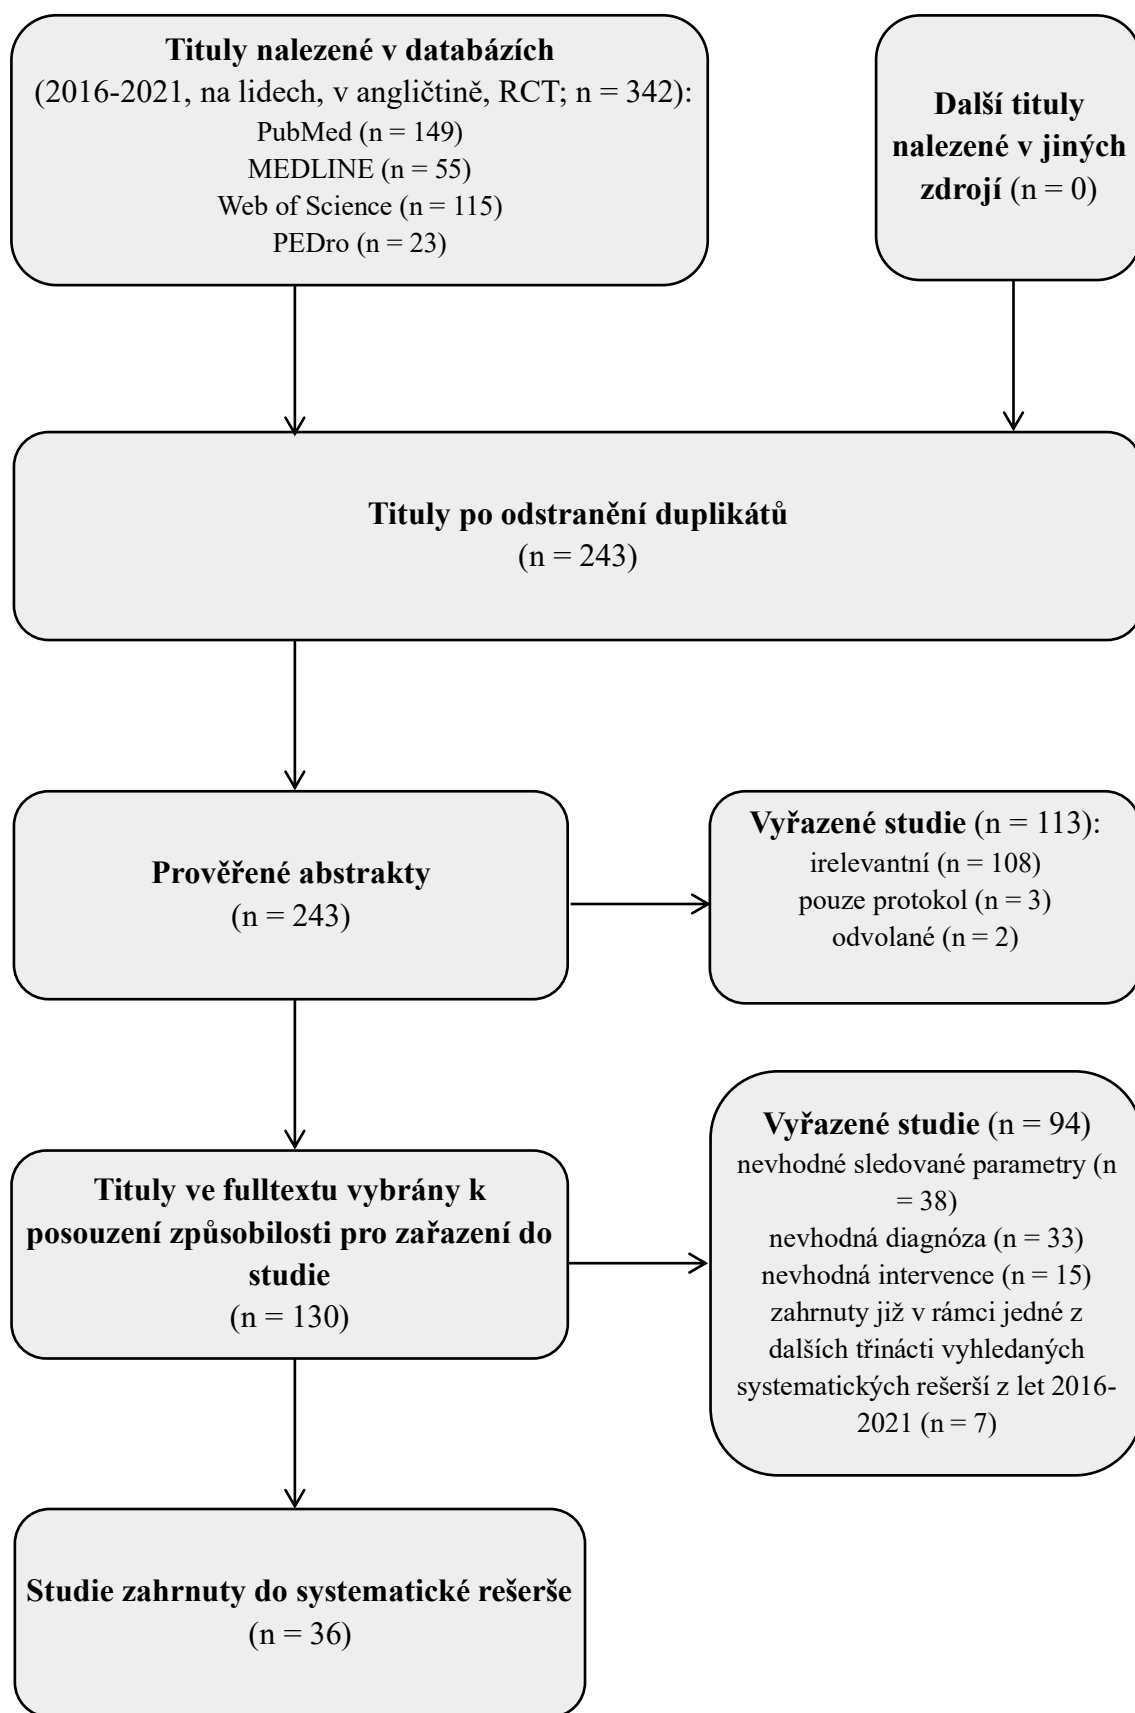 Tituly nalezené v databázích
(2016-2021, na lidech, v angličtině, RCT; n = 342):
PubMed (n = 149)
MEDLINE (n = 55)
Web of Science (n = 115)
PEDro (n = 23)
Další tituly
nalezené v jiných
zdrojí (n = 0)
Tituly po odstranění duplikátů
(n = 243)
Prověřené abstrakty
(n = 243)
Vyřazené studie (n = 113):
irelevantní (n = 108)
pouze protokol (n = 3)
odvolané (n = 2)
Tituly ve fulltextu vybrány k
posouzení způsobilosti pro zařazení do
studie
(n = 130)
Vyřazené studie (n = 94)
nevhodné sledované parametry (n
= 38)
nevhodná diagnóza (n = 33)
nevhodná intervence (n = 15)
zahrnuty již v rámci jedné z
dalších třinácti vyhledaných
systematických rešerší z let 2016-
2021 (n = 7)
Studie zahrnuty do systematické rešerše
(n = 36)